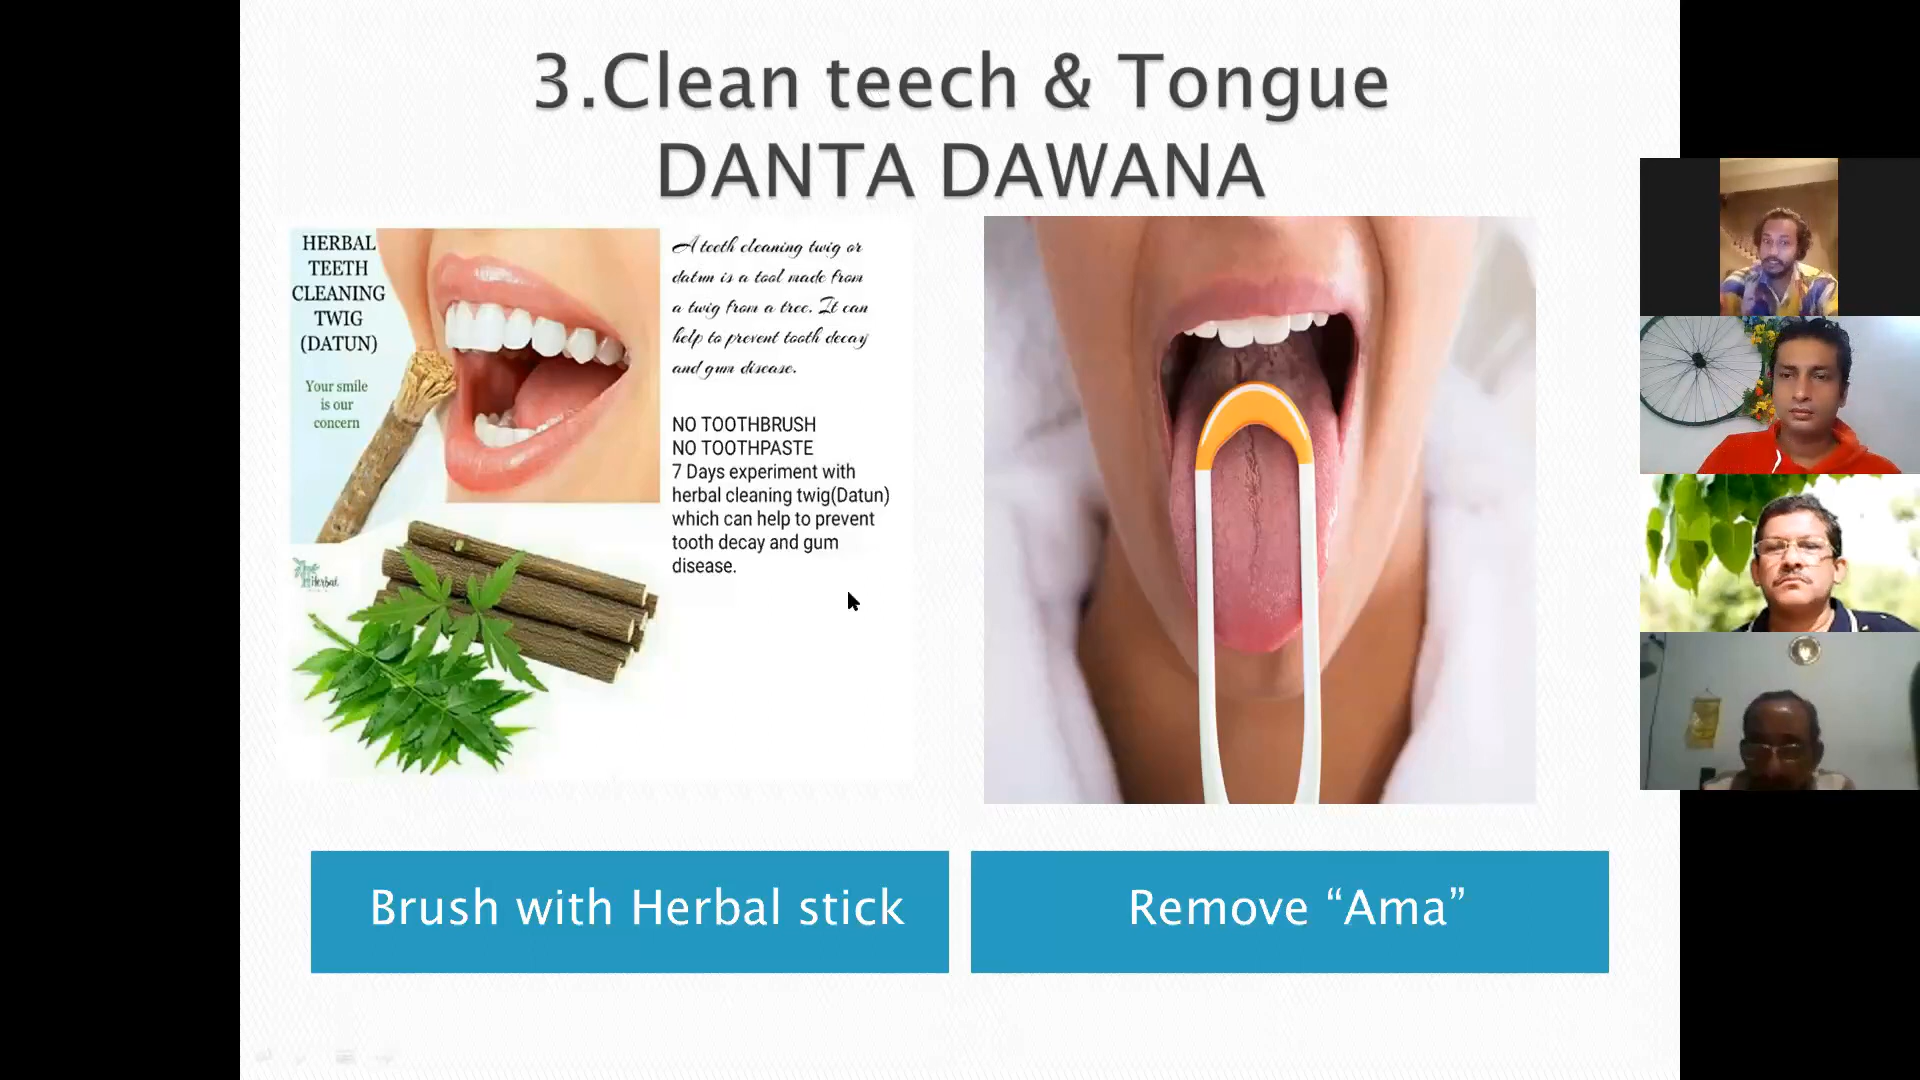 3.Clean teech & Tongue
DANTA DAWANA
HERBAL
TEETH
CLEANING
TWIG
(DATUN)
Your smile
is our
concern
Herbal
A teeth cleaning twig or
datun is a tool made from
a twig from a tree. It can
help to prevent tooth decay
and gum disease.
NO TOOTHBRUSH
NO TOOTHPASTE
7 Days experiment with
herbal cleaning twig(Datun)
which can help to prevent
tooth decay and gum
disease.
Brush with Herbal stick
Remove “Ama”